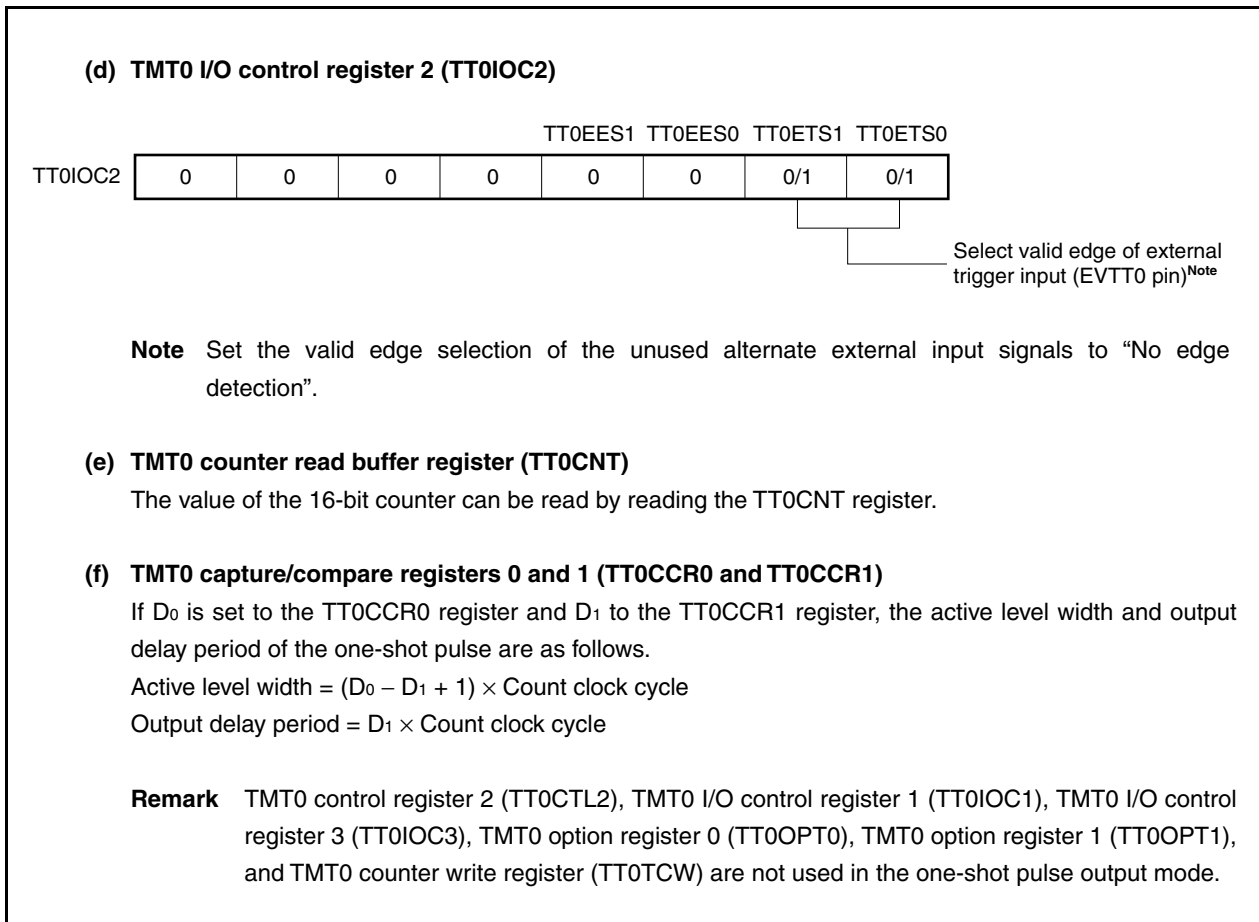 (d) TMT0 I/O control register 2 (TT0IOC2)
TT0EES1 TT0EES0 TT0ETS1 TT0ETS0
TT0IOC2 0 0 0 0 0 0 0/1 0/1
Select valid edge of external
trigger input (EVTT0 pin)Note
Note Set the valid edge selection of the unused alternate external input signals to “No edge
detection”.
(e) TMT0 counter read buffer register (TT0CNT)
The value of the 16-bit counter can be read by reading the TT0CNT register.
(f) TMT0 capture/compare registers 0 and 1 (TT0CCR0 and TT0CCR1)
If D0 is set to the TT0CCR0 register and D1 to the TT0CCR1 register, the active level width and output
delay period of the one-shot pulse are as follows.
Active level width = (D0 − D1 + 1) × Count clock cycle
Output delay period = D1 × Count clock cycle
Remark TMT0 control register 2 (TT0CTL2), TMT0 I/O control register 1 (TT0IOC1), TMT0 I/O control
register 3 (TT0IOC3), TMT0 option register 0 (TT0OPT0), TMT0 option register 1 (TT0OPT1),
and TMT0 counter write register (TT0TCW) are not used in the one-shot pulse output mode.